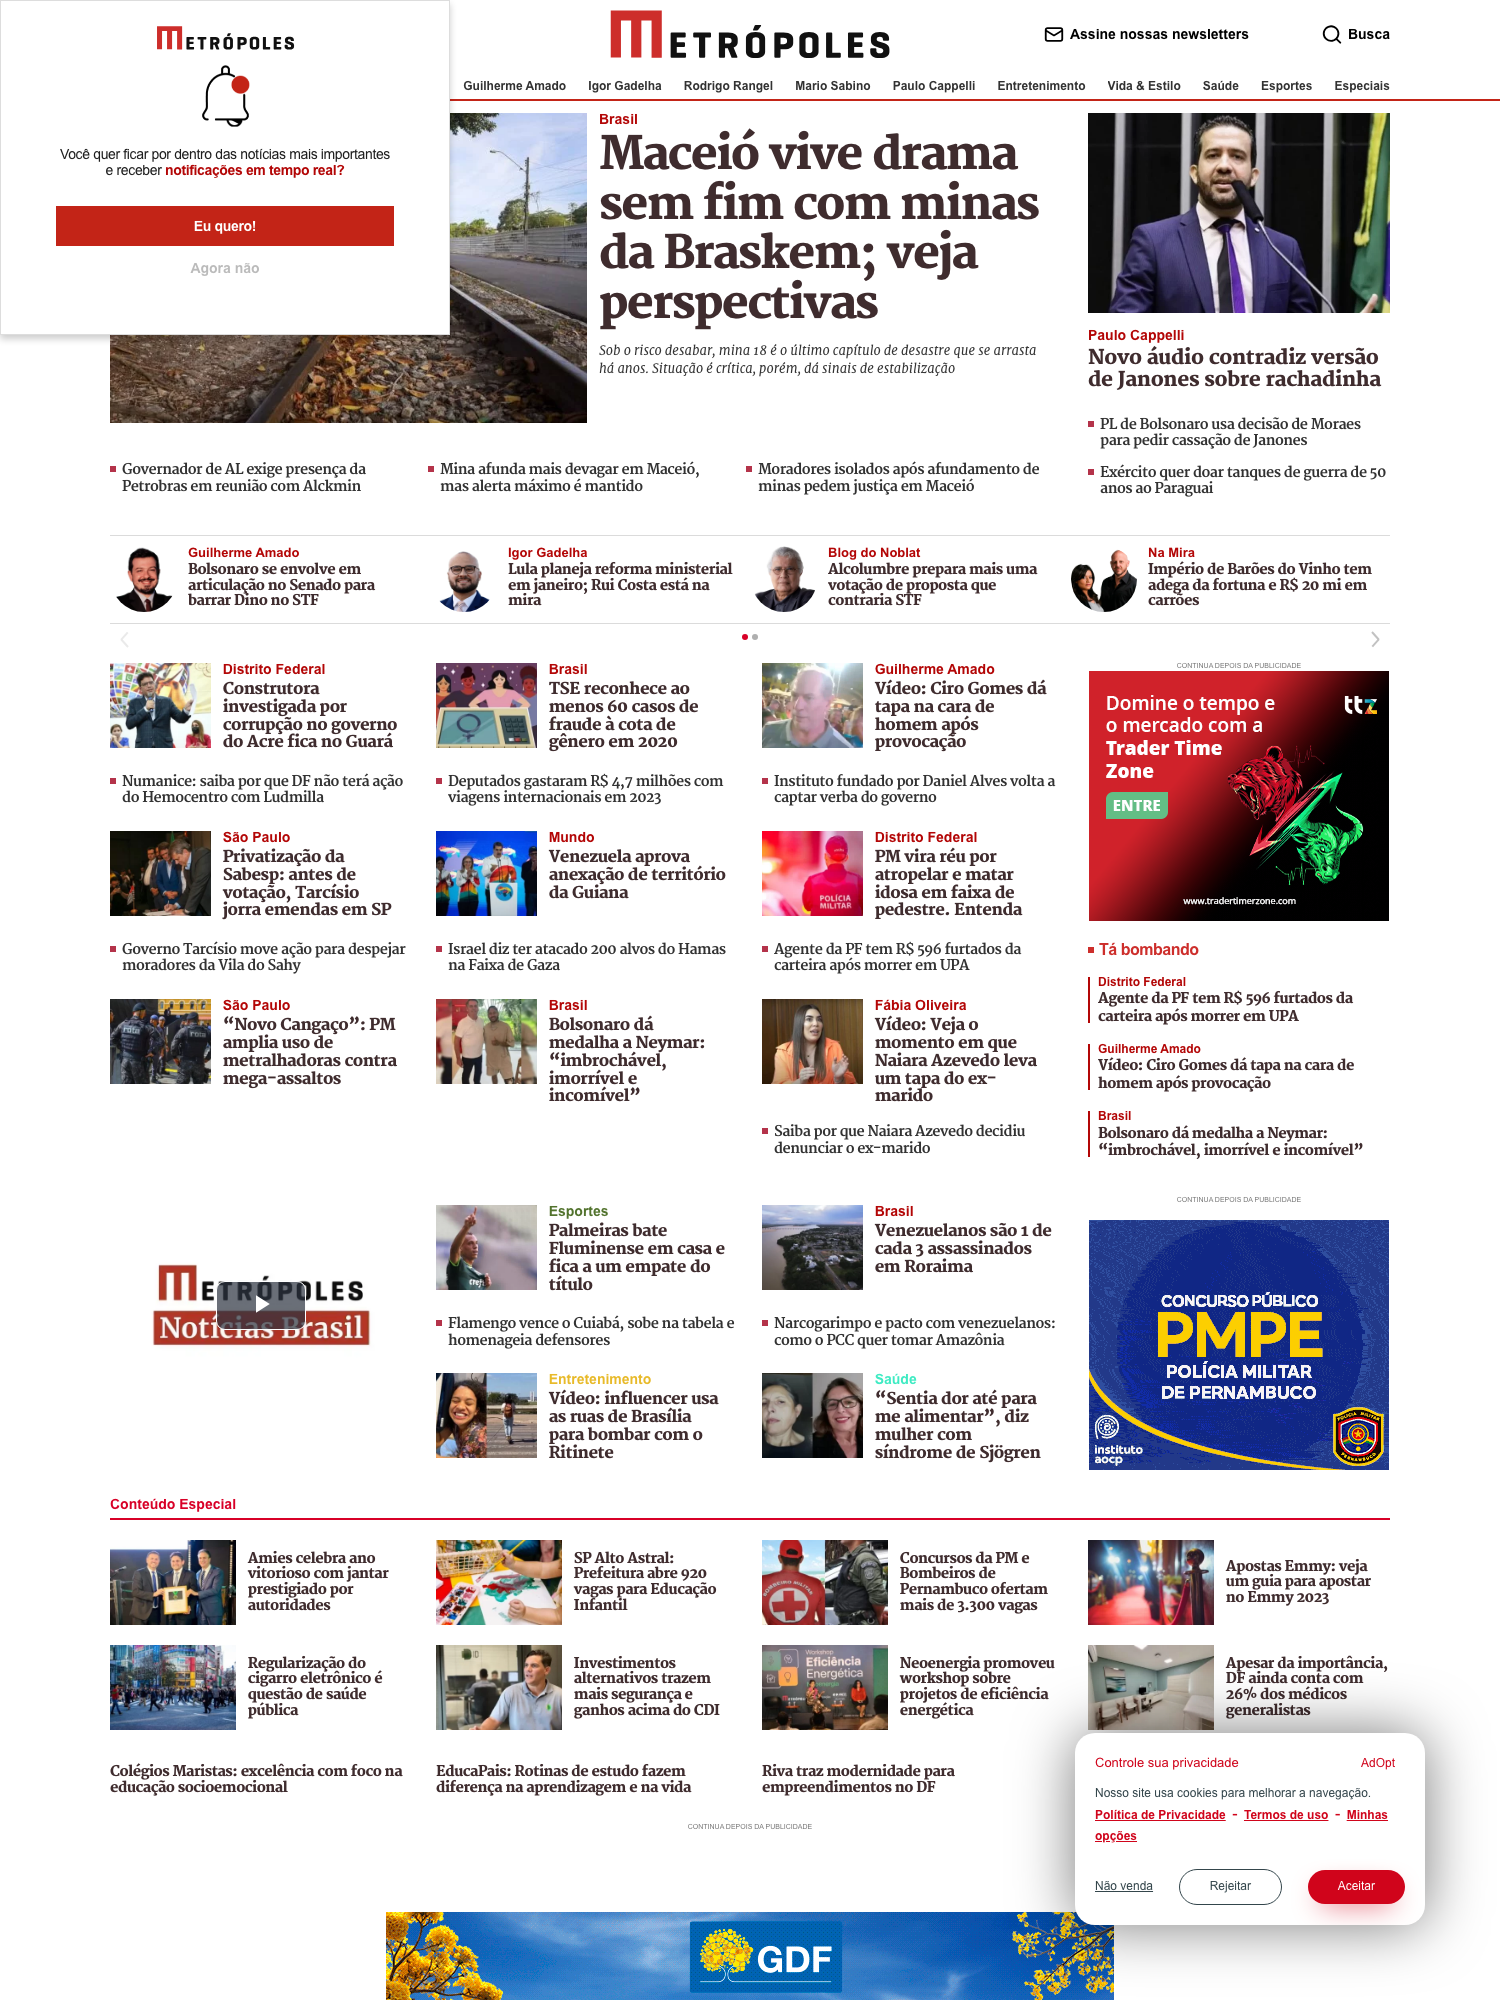 METRÓPOLES
Você quer ficar por dentro das notícias mais importantes
e receber notificações em tempo real?
Eu quero!
Agora não
METRÓPOLES
Assine nossas newsletters
Busca
Guilherme Amado
Igor Gadelha
Rodrigo Rangel
Mario Sabino
Paulo Cappelli
Entretenimento
Vida & Estilo
Saúde
Esportes
Especiais
Brasil
Maceió vive drama
sem fim com minas
da Braskem; veja
perspectivas
Sob o risco desabar, mina 18 é o último capítulo de desastre que se arrasta
há anos. Situação é crítica, porém, dá sinais de estabilização
Paulo Cappelli
Novo áudio contradiz versão
de Janones sobre rachadinha
PL de Bolsonaro usa decisão de Moraes
para pedir cassação de Janones
Exército quer doar tanques de guerra de 50
anos ao Paraguai
Governador de AL exige presença da
Petrobras em reunião com Alckmin
Mina afunda mais devagar em Maceió,
mas alerta máximo é mantido
Moradores isolados após afundamento de
minas pedem justiça em Maceió
Guilherme Amado
Bolsonaro se envolve em
articulação no Senado para
barrar Dino no STF
Igor Gadelha
Lula planeja reforma ministerial
em janeiro; Rui Costa está na
mira
Blog do Noblat
Alcolumbre prepara mais uma
votação de proposta que
contraria STF
Na Mira
Império de Barões do Vinho tem
adega da fortuna e R$ 20 mi em
carrões
Distrito Federal
Construtora
investigada por
corrupção no governo
do Acre fica no Guará
Numanice: saiba por que DF não terá ação
do Hemocentro com Ludmilla
Brasil
TSE reconhece ao
menos 60 casos de
fraude à cota de
gênero em 2020
Deputados gastaram R$ 4,7 milhões com
viagens internacionais em 2023
Guilherme Amado
Vídeo: Ciro Gomes dá
tapa na cara de
homem após
provocação
Instituto fundado por Daniel Alves volta a
captar verba do governo
CONTINUA DEPOIS DA PUBLICIDADE
Domine o tempo e
o mercado com a
Trader Time
Zone
ttz
ENTRE
www.tradertimerzone.com
São Paulo
Privatização da
Sabesp: antes de
votação, Tarcísio
jorra emendas em SP
Governo Tarcísio move ação para despejar
moradores da Vila do Sahy
Mundo
Venezuela aprova
anexação de território
da Guiana
Israel diz ter atacado 200 alvos do Hamas
na Faixa de Gaza
POLÍCIA
MILITAR
Distrito Federal
PM vira réu por
atropelar e matar
idosa em faixa de
pedestre. Entenda
Agente da PF tem R$ 596 furtados da
carteira após morrer em UPA
Tá bombando
Distrito Federal
Agente da PF tem R$ 596 furtados da
carteira após morrer em UPA
Guilherme Amado
Vídeo: Ciro Gomes dá tapa na cara de
homem após provocação
Brasil
Bolsonaro dá medalha a Neymar:
“imbrochável, imorrível e incomível”
rota
rota
São Paulo
“Novo Cangaço”: PM
amplia uso de
metralhadoras contra
mega-assaltos
Brasil
Bolsonaro dá
medalha a Neymar:
“imbrochável,
imorrível e
incomível”
Fábia Oliveira
Vídeo: Veja o
momento em que
Naiara Azevedo leva
um tapa do ex-
marido
Saiba por que Naiara Azevedo decidiu
denunciar o ex-marido
METRÓPOLES
Notícias Brasil
Esportes
Palmeiras bate
Fluminense em casa e
fica a um empate do
título
Flamengo vence o Cuiabá, sobe na tabela e
homenageia defensores
Brasil
Venezuelanos são 1 de
cada 3 assassinados
em Roraima
Narcogarimpo e pacto com venezuelanos:
como o PCC quer tomar Amazônia
CONTINUA DEPOIS DA PUBLICIDADE
CONCURSO PÚBLICO
PMPE
POLÍCIA MILITAR
DE PERNAMBUCO
instituto
aocp
POLÍCIA MILITAR
PERNAMBUCO
Entretenimento
Vídeo: influencer usa
as ruas de Brasília
para bombar com o
Ritinete
Saúde
“Sentia dor até para
me alimentar”, diz
mulher com
síndrome de Sjögren
Conteúdo Especial
Amies celebra ano
vitorioso com jantar
prestigiado por
autoridades
SP Alto Astral:
Prefeitura abre 920
vagas para Educação
Infantil
BOMBEIRO MILITAR
Concursos da PM e
Bombeiros de
Pernambuco ofertam
mais de 3.300 vagas
Apostas Emmy: veja
um guia para apostar
no Emmy 2023
Regularização do
cigarro eletrônico é
questão de saúde
pública
Investimentos
alternativos trazem
mais segurança e
ganhos acima do CDI
Workshop
Eficiência
Energética
Neoenergia promoveu
workshop sobre
projetos de eficiência
energética
Apesar da importância,
DF ainda conta com
26% dos médicos
generalistas
Colégios Maristas: excelência com foco na
educação socioemocional
EducaPais: Rotinas de estudo fazem
diferença na aprendizagem e na vida
Riva traz modernidade para
empreendimentos no DF
CONTINUA DEPOIS DA PUBLICIDADE
Controle sua privacidade
AdOpt
Nosso site usa cookies para melhorar a navegação.
Política de Privacidade - Termos de uso - Minhas
opções
Não venda
Rejeitar
Aceitar
GDF